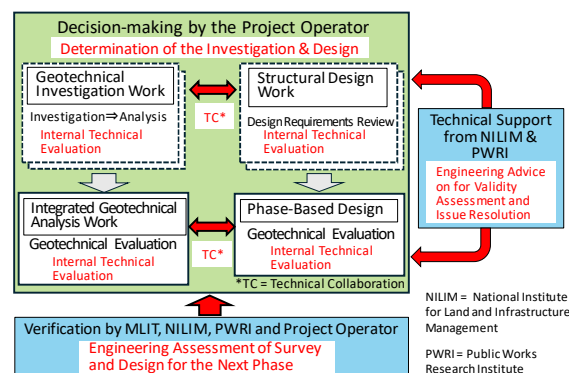 Decision-making by the Project Operator
Determination of the Investigation & Design
Geotechnical
Investigation Work
Investigation⇒Analysis
Internal Technical
Evaluation
TC*
Structural Design
Work
Design Requirements Review
Internal Technical
Evaluation
Integrated Geotechnical
Analysis Work
Geotechnical Evaluation
Internal Technical
Evaluation
TC*
Phase-Based Design
Geotechnical Evaluation
Internal Technical
Evaluation
*TC = Technical Collaboration
Technical Support
from NILIM &
PWRI
Engineering Advice
on for Validity
Assessment and
Issue Resolution
Verification by MLIT, NILIM, PWRI and Project Operator
Engineering Assessment of Survey
and Design for the Next Phase
NILIM = National Institute
for Land and Infrastructure
Management
PWRI = Public Works
Research Institute